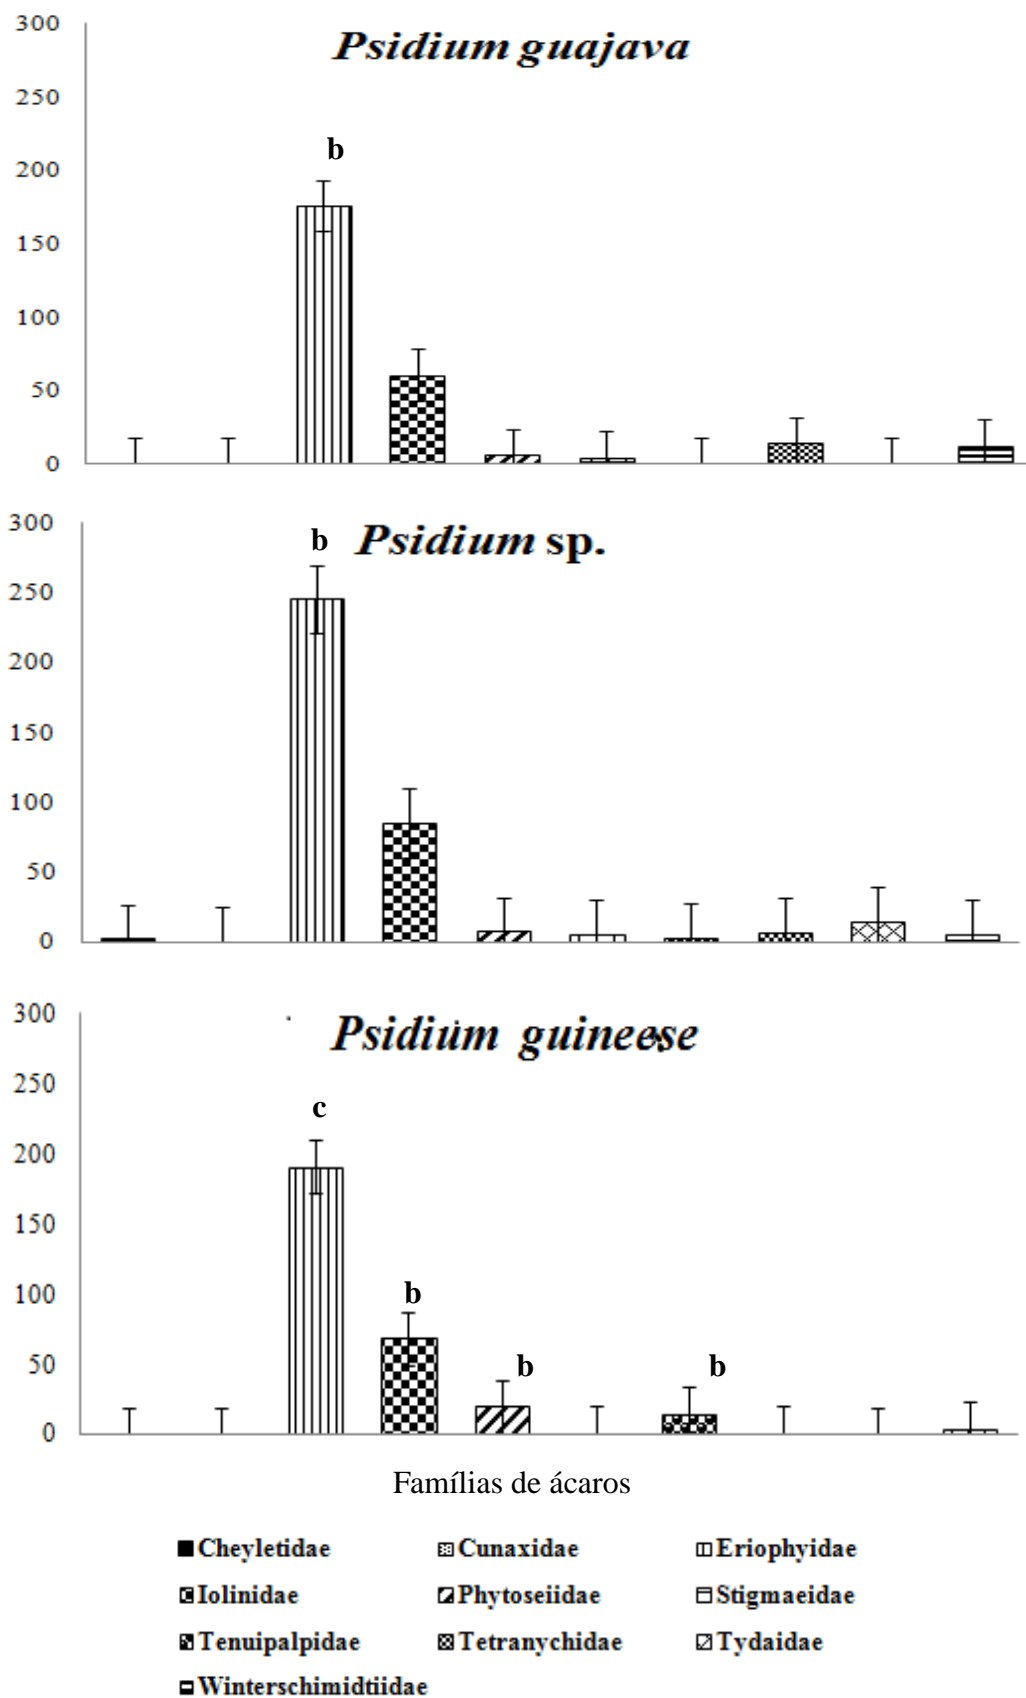 Psidium guajava
300
250
200
150
100
50
0
b
Psidium sp.
300
250
200
150
100
50
0
b
Psidium guineese
300
250
200
150
100
50
0
c
b
b
b
Famílias de ácaros
Cheyletidae Cunaxidae Eriophyidae
Iolinidae Phytoseiidae Stigmaeidae
Tenuipalpidae Tetranychidae Tydaidae
Winterschimidtiidae